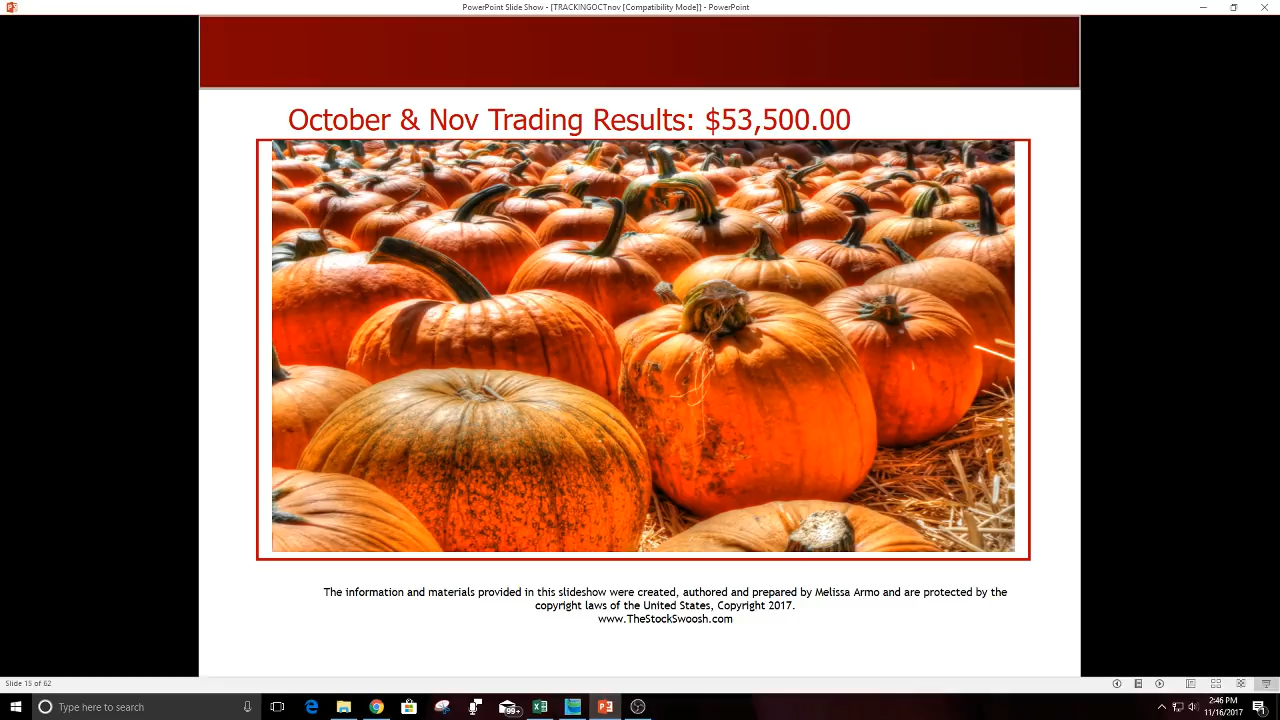 PowerPoint Slide Show - [TRACKINGOCTnov [Compatibility Mode]] - PowerPoint
October & Nov Trading Results: $53,500.00
The information and materials provided in this slideshow were created, authored and prepared by Melissa Armo and are protected by the
copyright laws of the United States, Copyright 2017.
www.TheStockSwoosh.com
Slide 15 of 62
Type here to search
99+
2:46 PM
11/16/2017
1